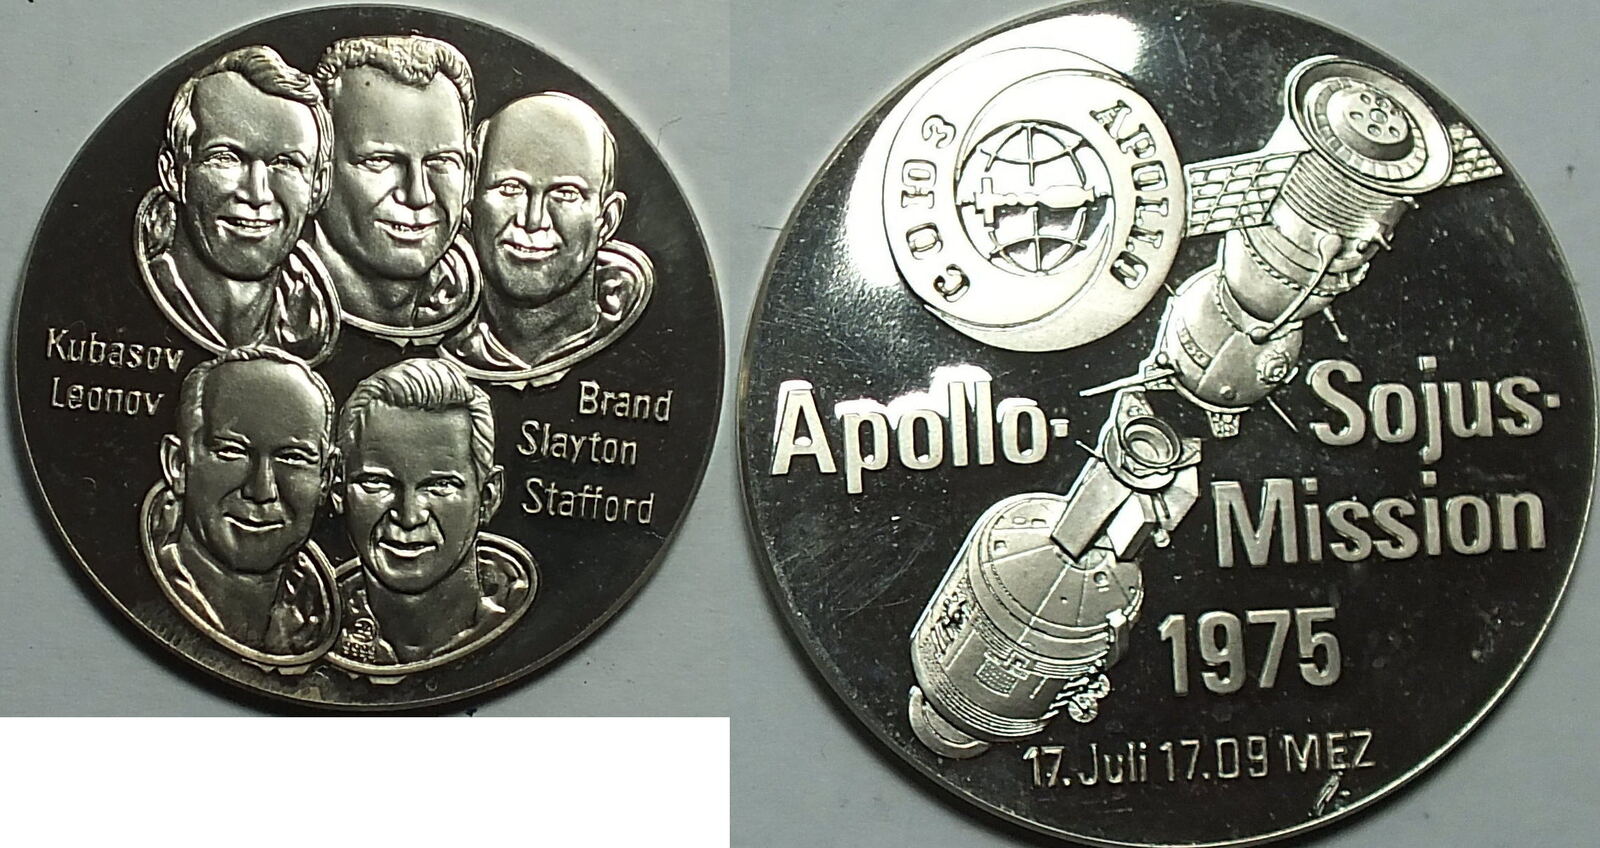 Kubasov
Leonov
Brand
Slayton
Stafford
СОЮЗ
APOLLO
Apollo-
Sojus-
Mission
1975
17. Juli 17.09 MEZ